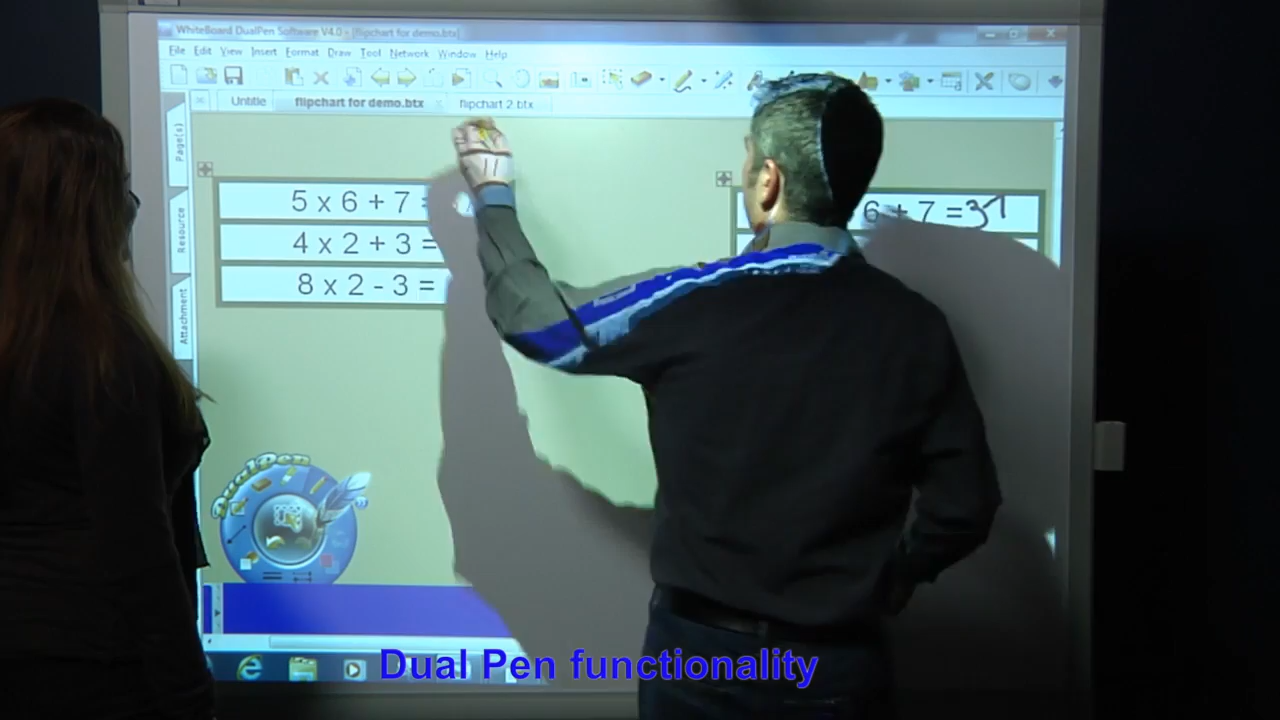 WhiteBoard DualPen Software V4.0 - [flipchart for demo.btx]
File Edit View Insert Format Draw Tool Network Window Help
Untitle flipchart for demo.btx flipchart 2.btx
Page(s)
Resource
Attachment
5 x 6 + 7 =
4 x 2 + 3 =
8 x 2 - 3 =
6 + 7 = 37
DualPen
Dual Pen functionality